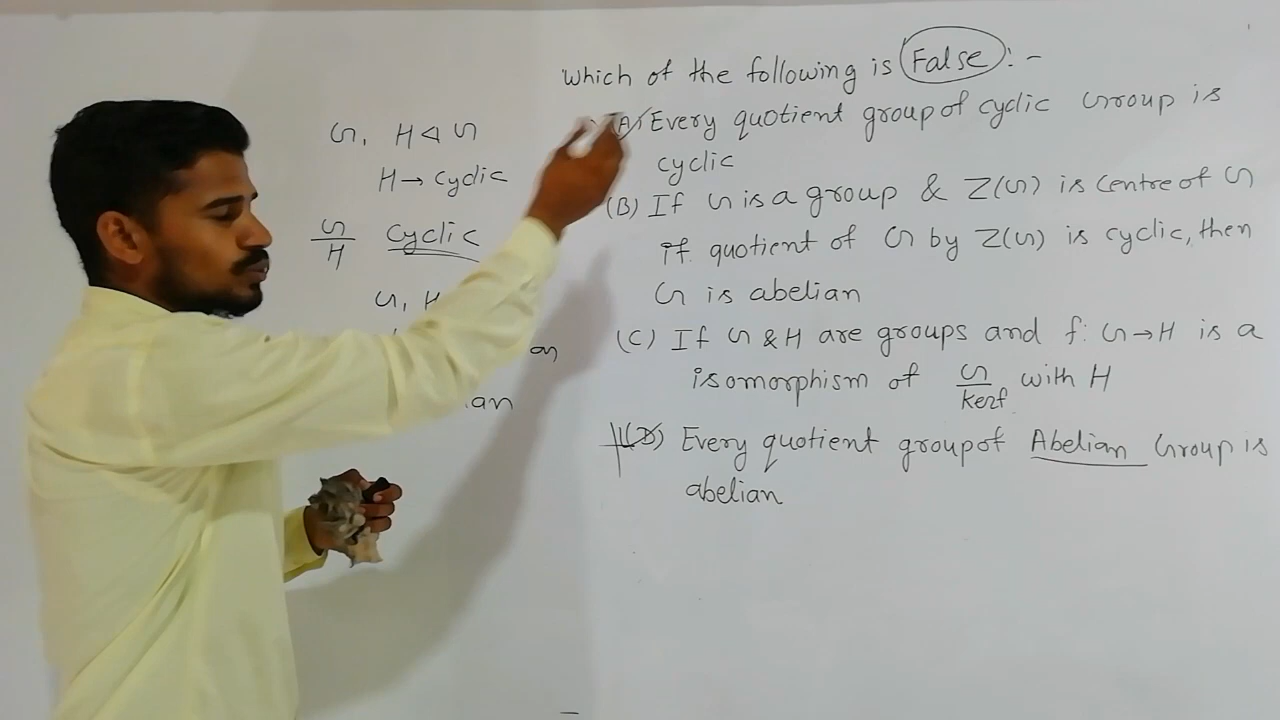 which of the following is False : -
(A) Every quotient group of cyclic Group is
cyclic
(B) If G is a group & Z(G) is centre of G
if quotient of G by Z(G) is cyclic, then
G is abelian
(C) If G & H are groups and f: G→H is a
isomorphism of G/kerf with H
(D) Every quotient group of Abelian Group is
abelian
G, H ⊲ G
H → cyclic
G/H cyclic
G, H
an
an